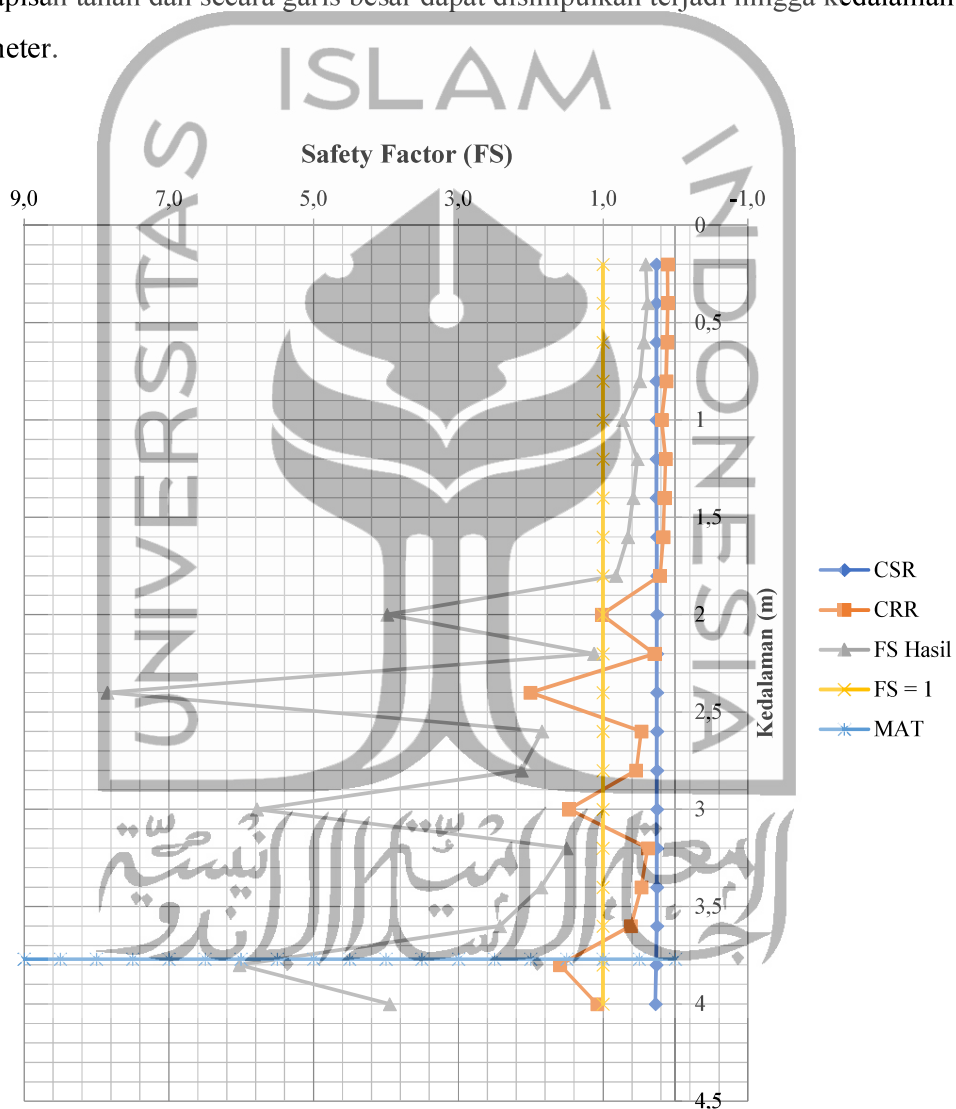 lapisan tanah dan secara garis besar dapat disimpulkan terjadi hingga kedalaman
meter.
ISLAM
UNIVERSITAS
INDONESIA
Safety Factor (FS)
9,0 7,0 5,0 3,0 1,0 -1,0
0
0,5
1
1,5
2
2,5
3
3,5
4
4,5
Kedalaman (m)
CSR
CRR
FS Hasil
FS = 1
MAT